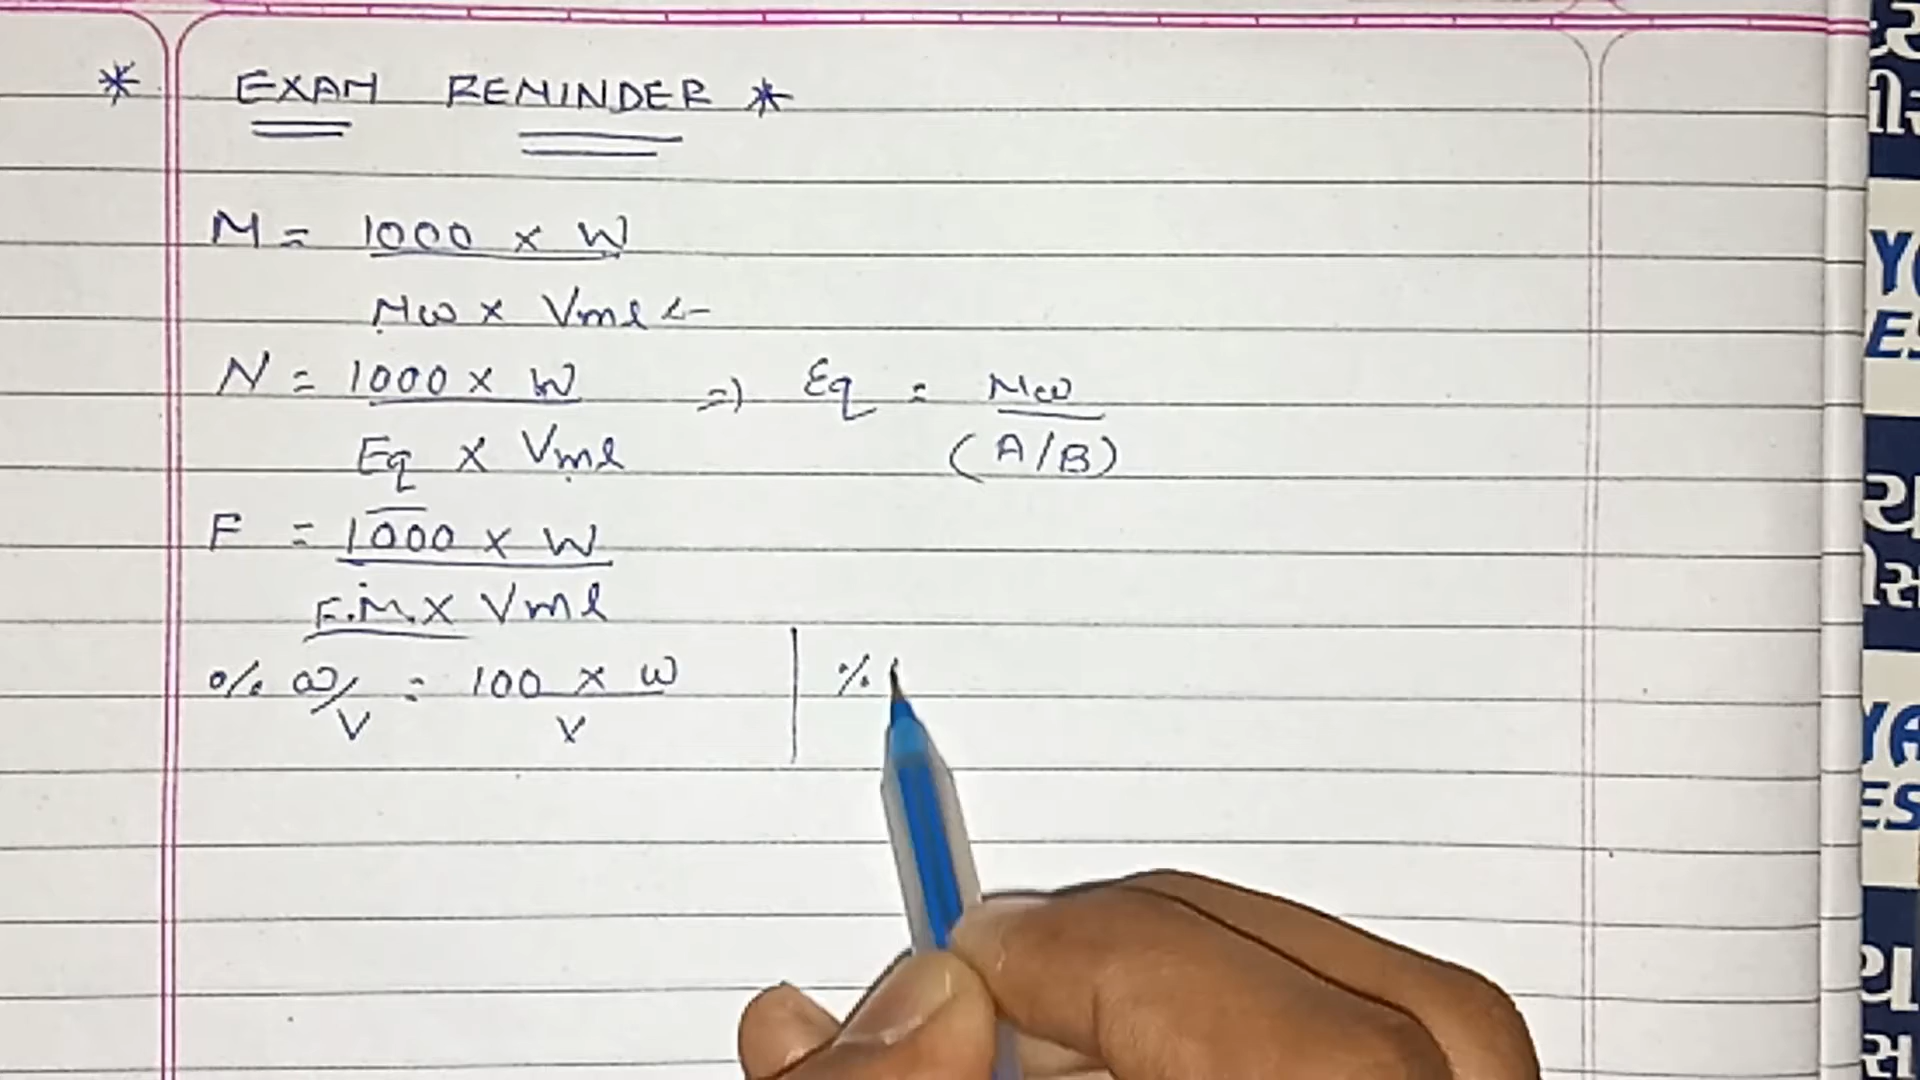 * EXAM REMINDER *
M = 1000 x W
Mw x Vml <-
N = 1000 x W => Eq = Mw
Eq x Vml (A/B)
F = 1000 x W
F.M. x Vml
% w/v = 100 x w | %
v